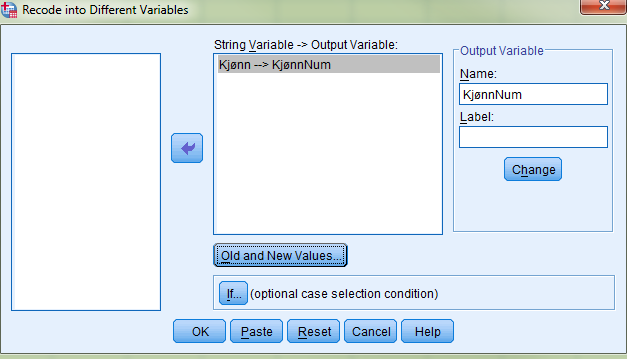 Recode into Different Variables
String Variable -> Output Variable:
Kjønn --> KjønnNum
Output Variable
Name:
KjønnNum
Label:
Change
Old and New Values...
If... (optional case selection condition)
OK Paste Reset Cancel Help